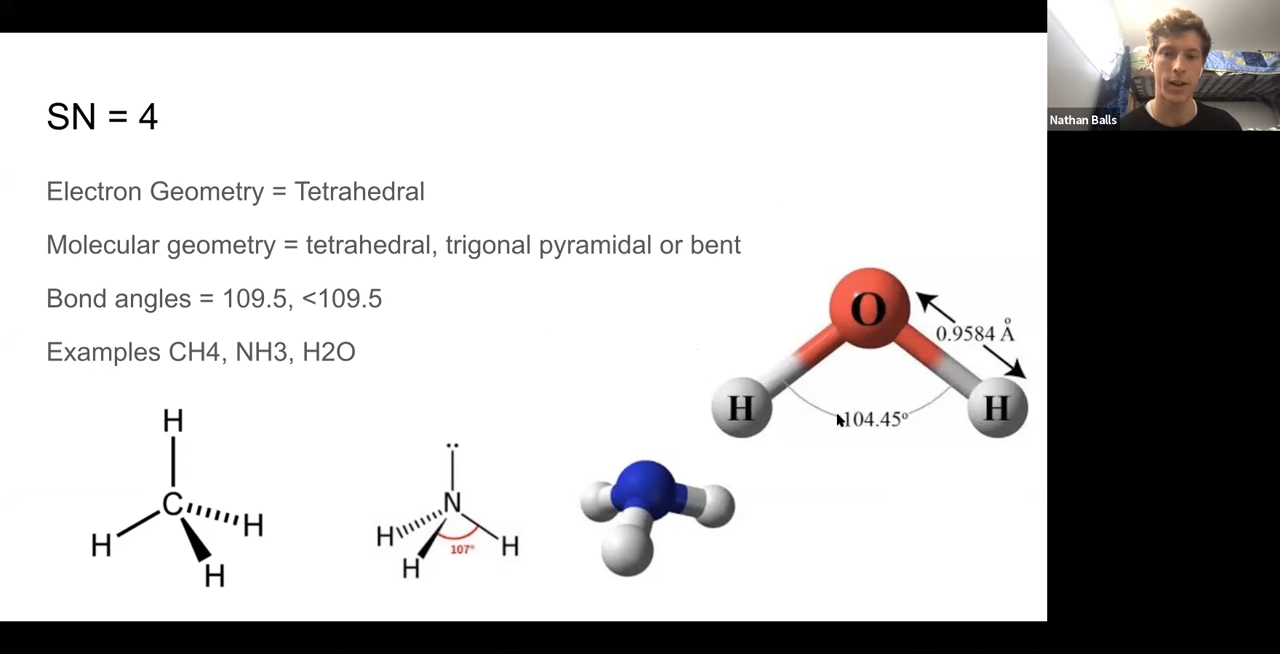 SN = 4
Nathan Balls
Electron Geometry = Tetrahedral
Molecular geometry = tetrahedral, trigonal pyramidal or bent
Bond angles = 109.5, <109.5
Examples CH4, NH3, H2O
O
0.9584 Å
H
H
104.45°
H
C
H
H
H
N
H
H
H
107°